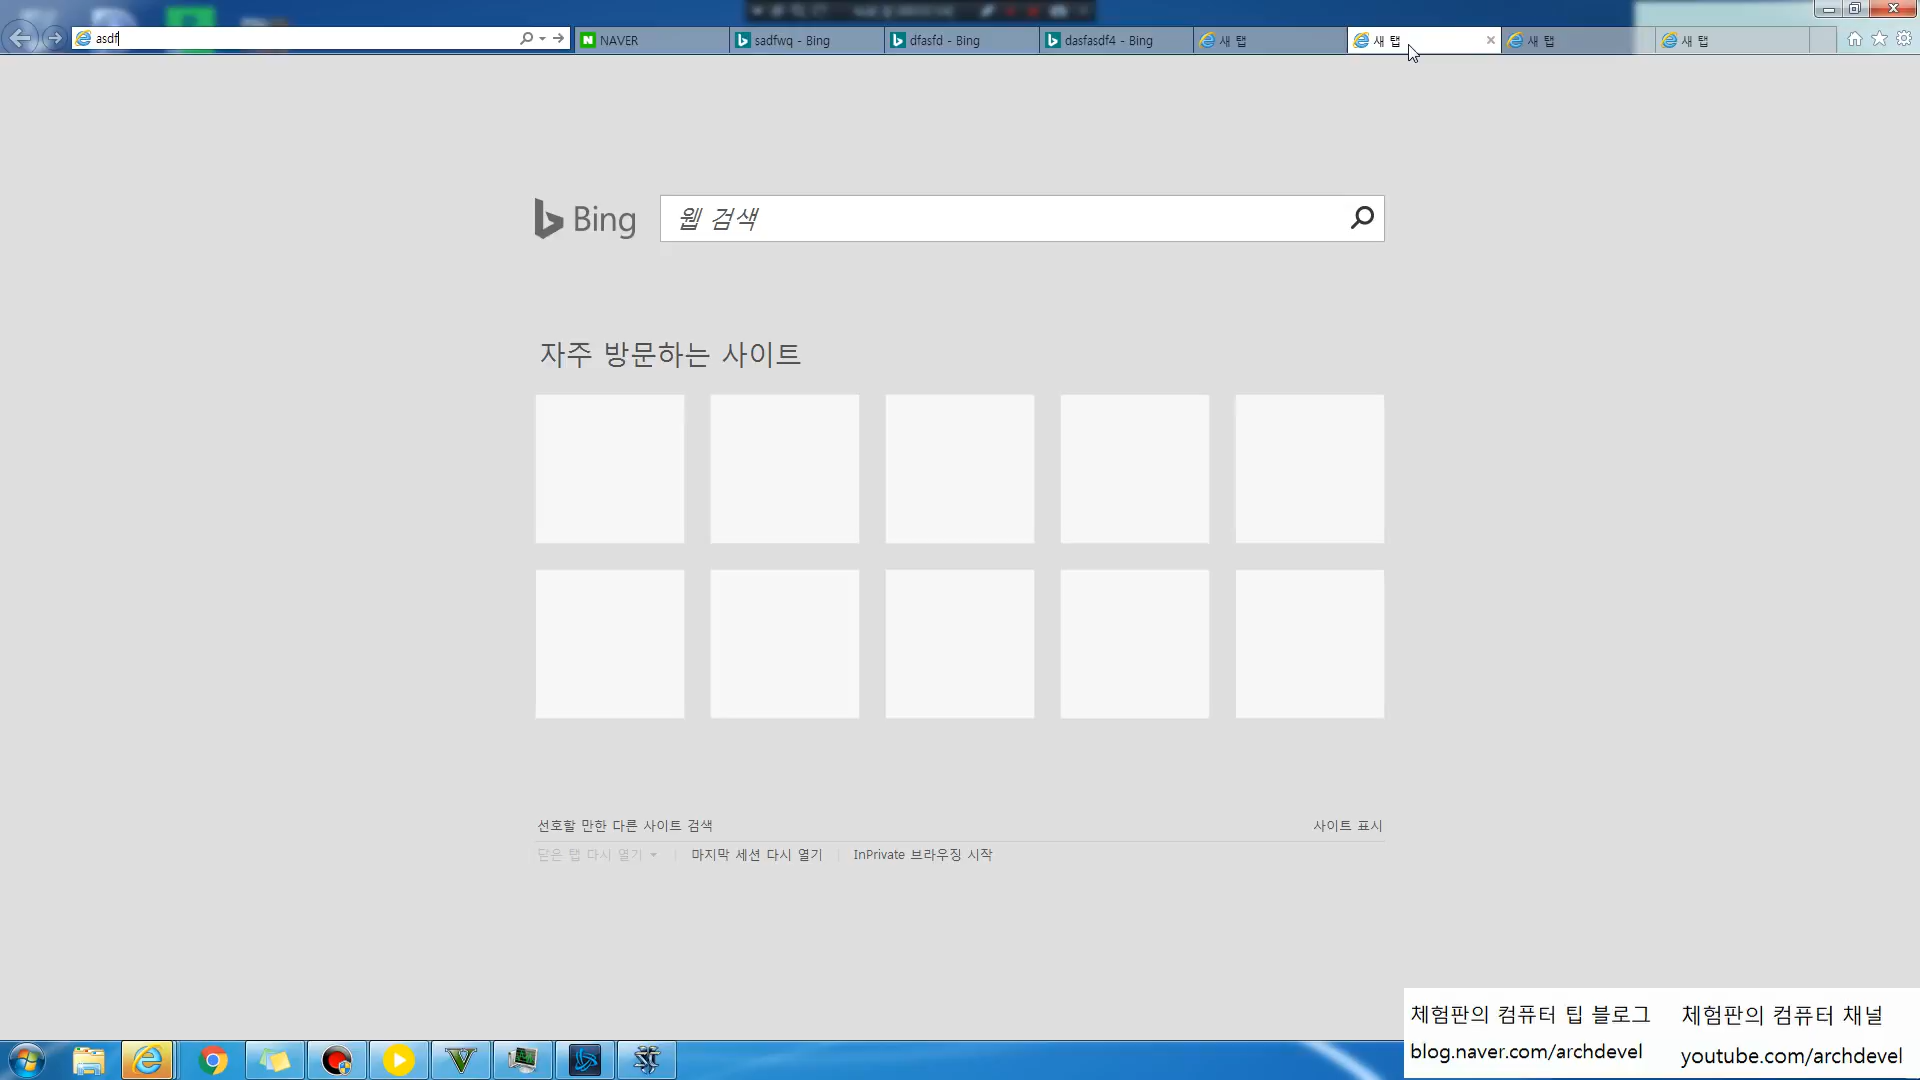 asdf
NAVER
sadfwq - Bing
dfasfd - Bing
dasfasdf4 - Bing
새 탭
새 탭
새 탭
새 탭
Bing
웹 검색
자주 방문하는 사이트
선호할 만한 다른 사이트 검색
사이트 표시
닫은 탭 다시 열기
마지막 세션 다시 열기
InPrivate 브라우징 시작
체험판의 컴퓨터 팁 블로그
blog.naver.com/archdevel
체험판의 컴퓨터 채널
youtube.com/archdevel